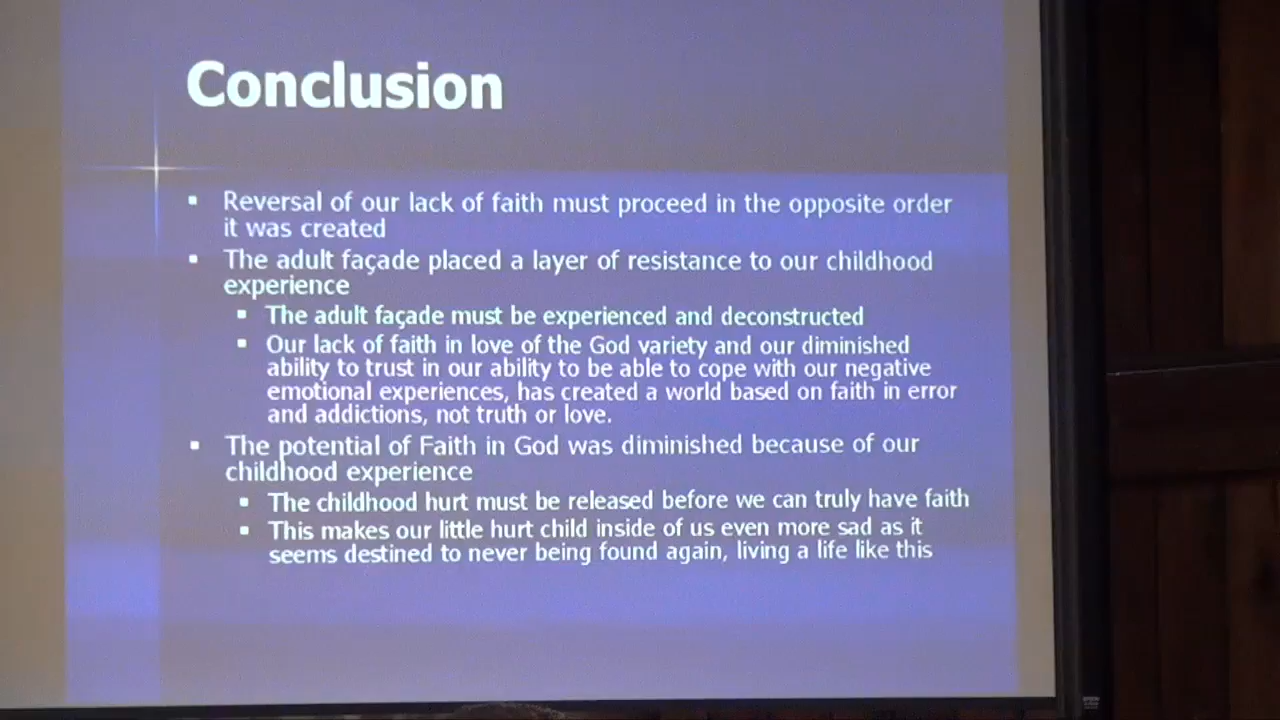 Conclusion
▪ Reversal of our lack of faith must proceed in the opposite order
it was created
▪ The adult façade placed a layer of resistance to our childhood
experience
▪ The adult façade must be experienced and deconstructed
▪ Our lack of faith in love of the God variety and our diminished
ability to trust in our ability to be able to cope with our negative
emotional experiences, has created a world based on faith in error
and addictions, not truth or love.
▪ The potential of Faith in God was diminished because of our
childhood experience
▪ The childhood hurt must be released before we can truly have faith
▪ This makes our little hurt child inside of us even more sad as it
seems destined to never being found again, living a life like this